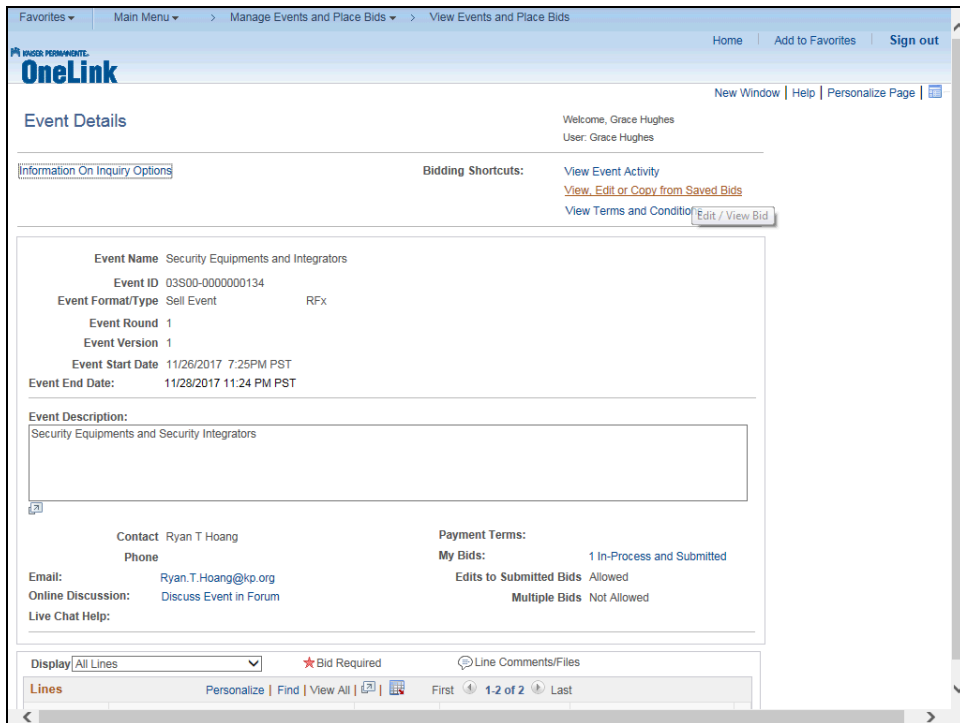 Favorites Main Menu > Manage Events and Place Bids > View Events and Place Bids
Home Add to Favorites Sign out
KAISER PERMANENTE.
OneLink
New Window | Help | Personalize Page |
Event Details
Welcome, Grace Hughes
User: Grace Hughes
Information On Inquiry Options
Bidding Shortcuts:
View Event Activity
View, Edit or Copy from Saved Bids
View Terms and Conditions
Edit / View Bid
Event Name Security Equipments and Integrators
Event ID 03S00-0000000134
Event Format/Type Sell Event RFx
Event Round 1
Event Version 1
Event Start Date 11/26/2017 7:25PM PST
Event End Date: 11/28/2017 11:24 PM PST
Event Description:
Security Equipments and Security Integrators
Contact Ryan T Hoang
Phone
Email: Ryan.T.Hoang@kp.org
Online Discussion: Discuss Event in Forum
Live Chat Help:
Payment Terms:
My Bids: 1 In-Process and Submitted
Edits to Submitted Bids Allowed
Multiple Bids Not Allowed
Display All Lines Bid Required Line Comments/Files
Lines Personalize | Find | View All | | First 1-2 of 2 Last